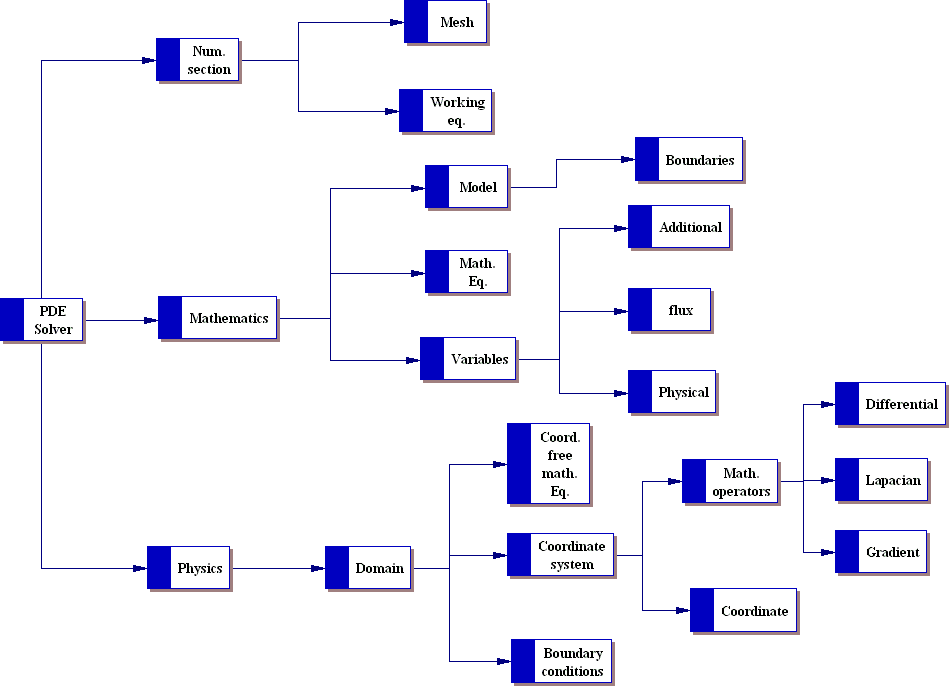 Mesh
Num.
section
Working
eq.
Boundaries
Model
Additional
Math.
Eq.
flux
PDE
Solver
Mathematics
Variables
Physical
Differential
Coord.
free
math.
Eq.
Math.
operators
Lapacian
Coordinate
system
Gradient
Physics
Domain
Coordinate
Boundary
conditions